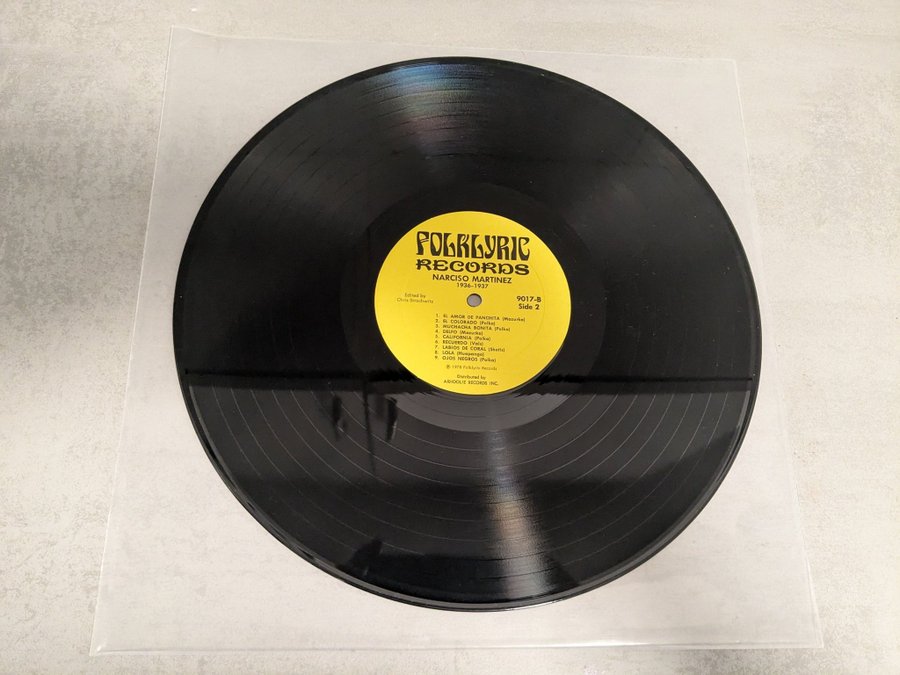 FOLKLYRIC
RECORDS
NARCISO MARTINEZ
1936-1937
Edited by
Chris Strachwitz
9017-B
Side 2
1. EL AMOR DE PANCHITA (Mazurka)
2. EL COLORADO (Polka)
3. MUCHACHA BONITA (Polka)
4. DELFO (Mazurka)
5. CALIFORNIA (Polka)
6. RECUERDO (Vals)
7. LABIOS DE CORAL (Shotis)
8. LOLA (Huapango)
9. OJOS NEGROS (Polka)
© 1978 Folklyric Records
Distributed by
ARHOOLIE RECORDS INC.